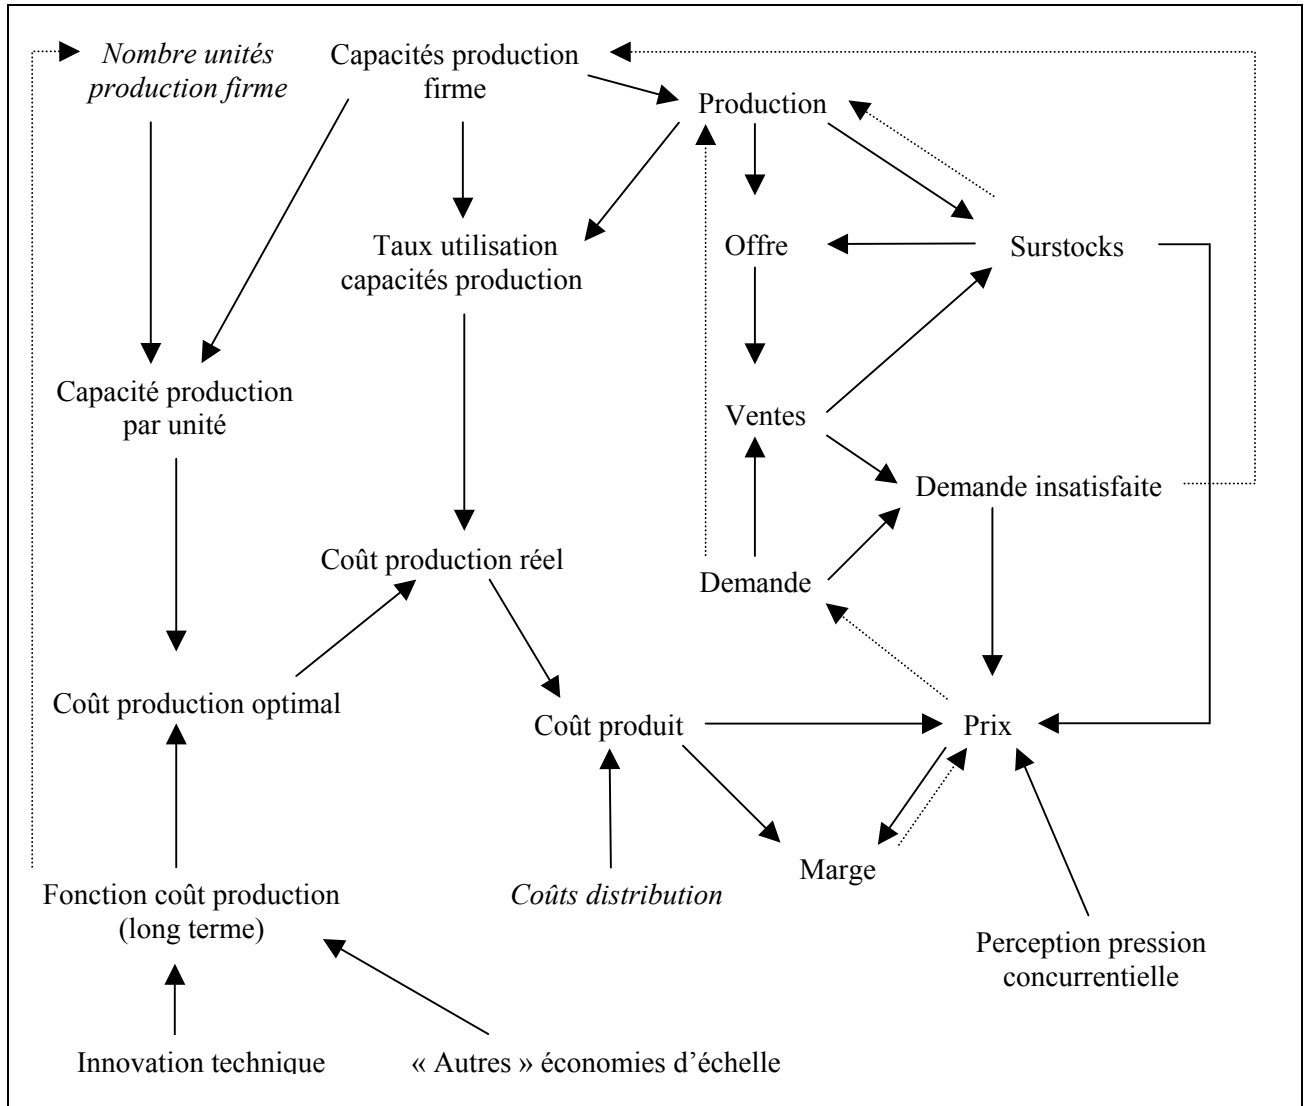 Nombre unités
production firme
Capacités production
firme
Production
Taux utilisation
capacités production
Offre
Surstocks
Capacité production
par unité
Ventes
Demande insatisfaite
Coût production réel
Demande
Coût production optimal
Coût produit
Prix
Marge
Fonction coût production
(long terme)
Coûts distribution
Perception pression
concurrentielle
Innovation technique
« Autres » économies d’échelle